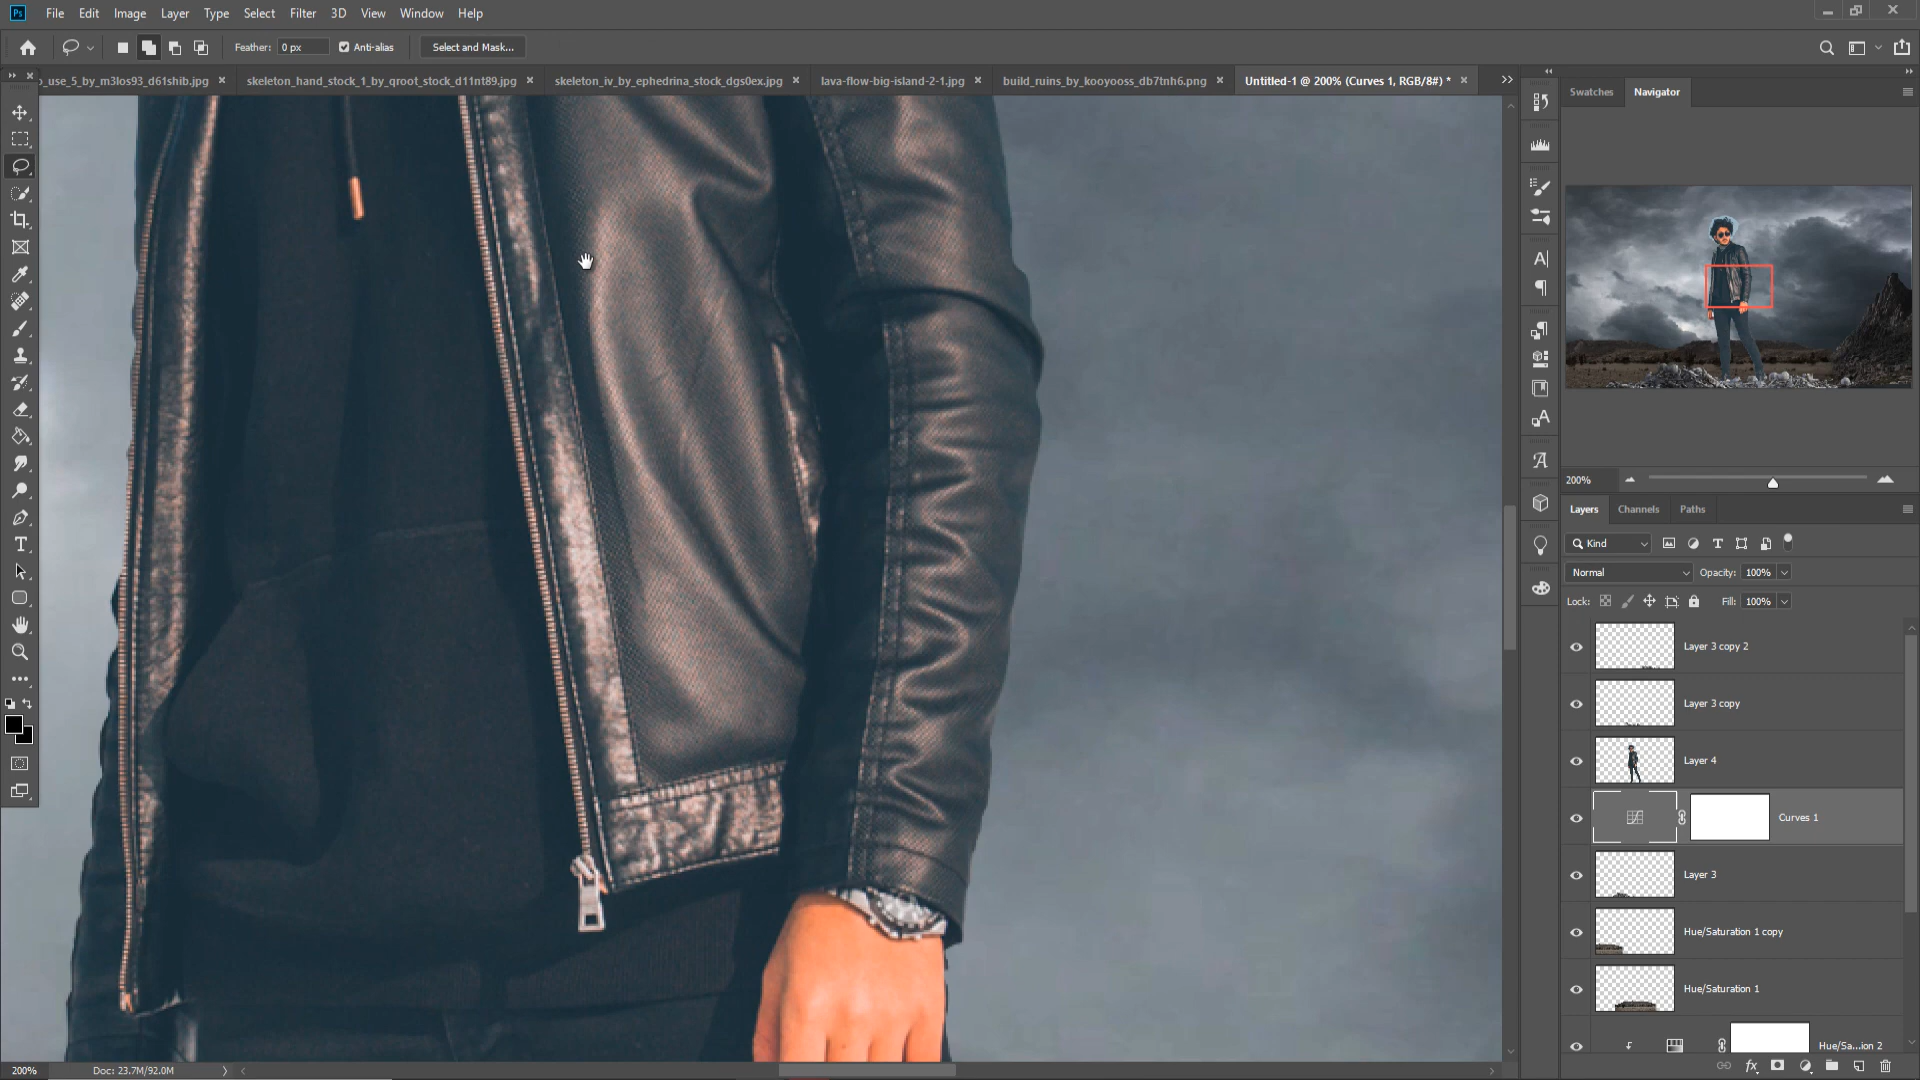 Ps File Edit Image Layer Type Select Filter 3D View Window Help
Feather: 0 px Anti-alias Select and Mask...
_use_5_by_m3los93_d61shib.jpg × skeleton_hand_stock_1_by_qroot_stock_d11nt89.jpg × skeleton_iv_by_ephedrina_stock_dgs0ex.jpg × lava-flow-big-island-2-1.jpg × build_ruins_by_kooyooss_db7tnh6.png × Untitled-1 @ 200% (Curves 1, RGB/8#) * ×
Swatches Navigator
200%
Layers Channels Paths
Kind
Normal Opacity: 100%
Lock: Fill: 100%
Layer 3 copy 2
Layer 3 copy
Layer 4
Curves 1
Layer 3
Hue/Saturation 1 copy
Hue/Saturation 1
Hue/Sa...ion 2
200% Doc: 23.7M/92.0M